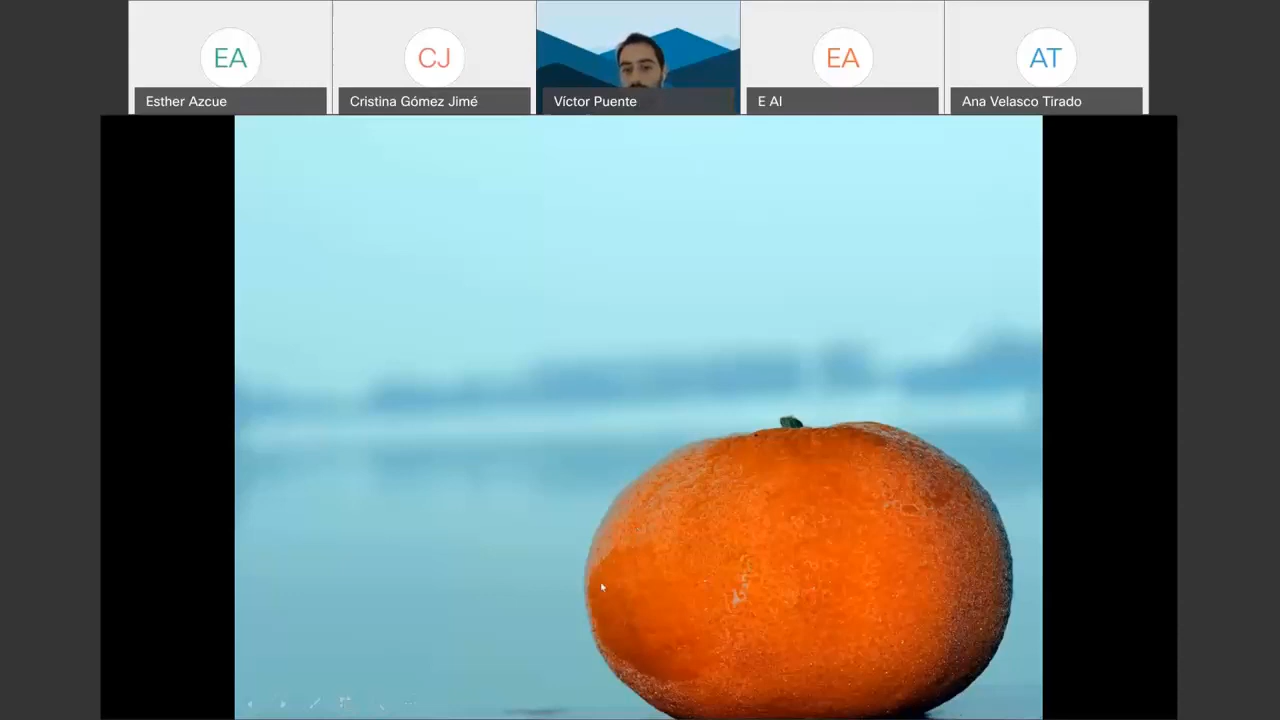 EA
Esther Azcue
CJ
Cristina Gómez Jimé
Víctor Puente
EA
E Al
AT
Ana Velasco Tirado